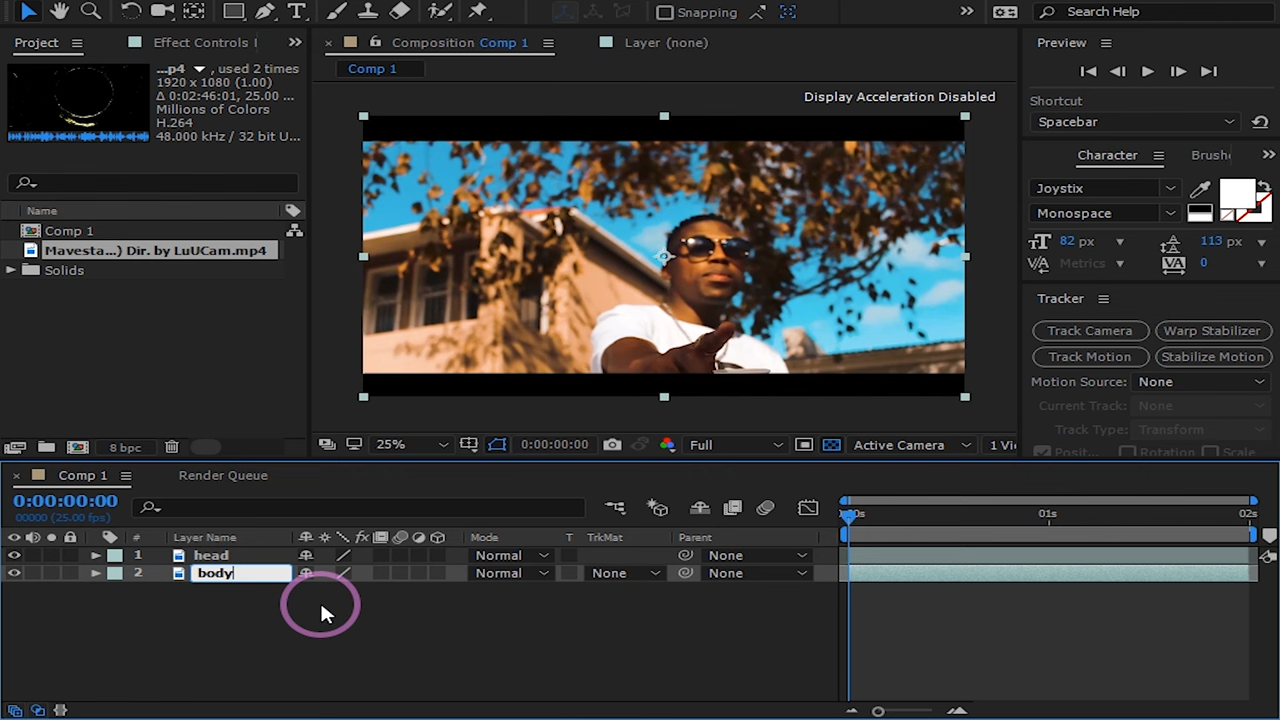 Snapping
Search Help
Project
Effect Controls
Composition Comp 1
Layer (none)
Preview
...p4 , used 2 times
1920 x 1080 (1.00)
Δ 0:02:46:01, 25.00 ...
Millions of Colors
H.264
48.000 kHz / 32 bit U...
Comp 1
Display Acceleration Disabled
Shortcut
Spacebar
Character
Brushe
Name
Joystix
Comp 1
Monospace
Mavesta...) Dir. by LuUCam.mp4
82 px
113 px
Solids
Metrics
0
Tracker
Track Camera
Warp Stabilizer
Track Motion
Stabilize Motion
Motion Source: None
Current Track: None
Track Type: Transform
8 bpc
25%
0:00:00:00
Full
Active Camera
1 Vi
Posit...
Rotation
Scale
Comp 1
Render Queue
0:00:00:00
00000 (25.00 fps)
01s
02s
#
Layer Name
fx
Mode
T
TrkMat
Parent
1
head
Normal
None
2
body
Normal
None
None